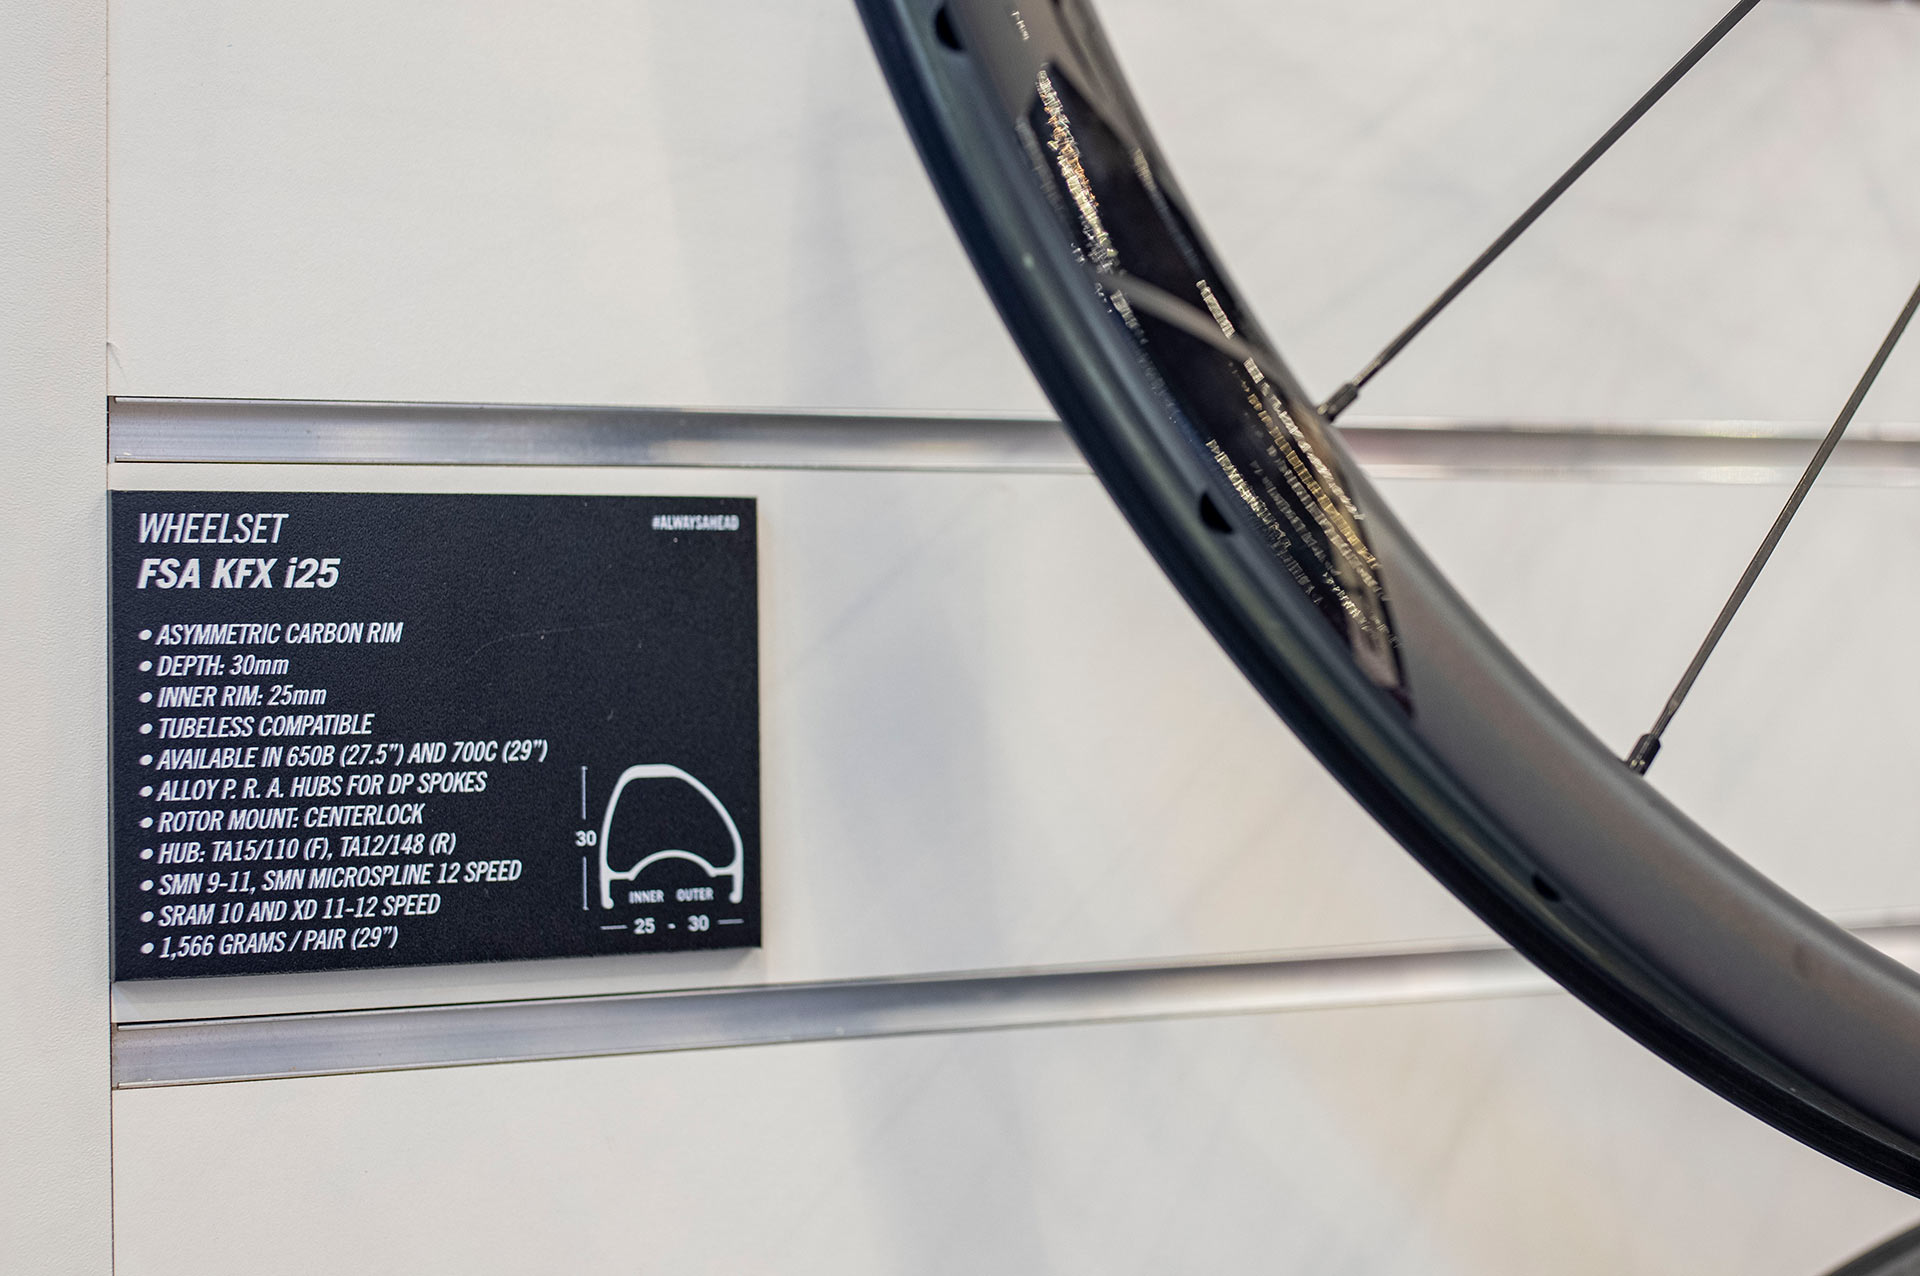 WHEELSET
#ALWAYSAHEAD
FSA KFX i25
• ASYMMETRIC CARBON RIM
• DEPTH: 30mm
• INNER RIM: 25mm
• TUBELESS COMPATIBLE
• AVAILABLE IN 650B (27.5”) AND 700C (29”)
• ALLOY P. R. A. HUBS FOR DP SPOKES
• ROTOR MOUNT: CENTERLOCK
• HUB: TA15/110 (F), TA12/148 (R)
• SMN 9-11, SMN MICROSPLINE 12 SPEED
• SRAM 10 AND XD 11-12 SPEED
• 1,566 GRAMS / PAIR (29”)
30
INNER OUTER
25 - 30